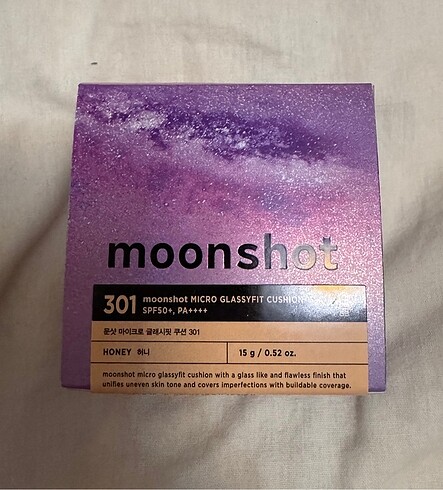 moonshot
301
moonshot MICRO GLASSYFIT CUSHION
SPF50+, PA++++
문샷 마이크로 글래시핏 쿠션 301
HONEY 허니
15 g / 0.52 oz.
moonshot micro glassyfit cushion with a glass like and flawless finish that
unifies uneven skin tone and covers imperfections with buildable coverage.